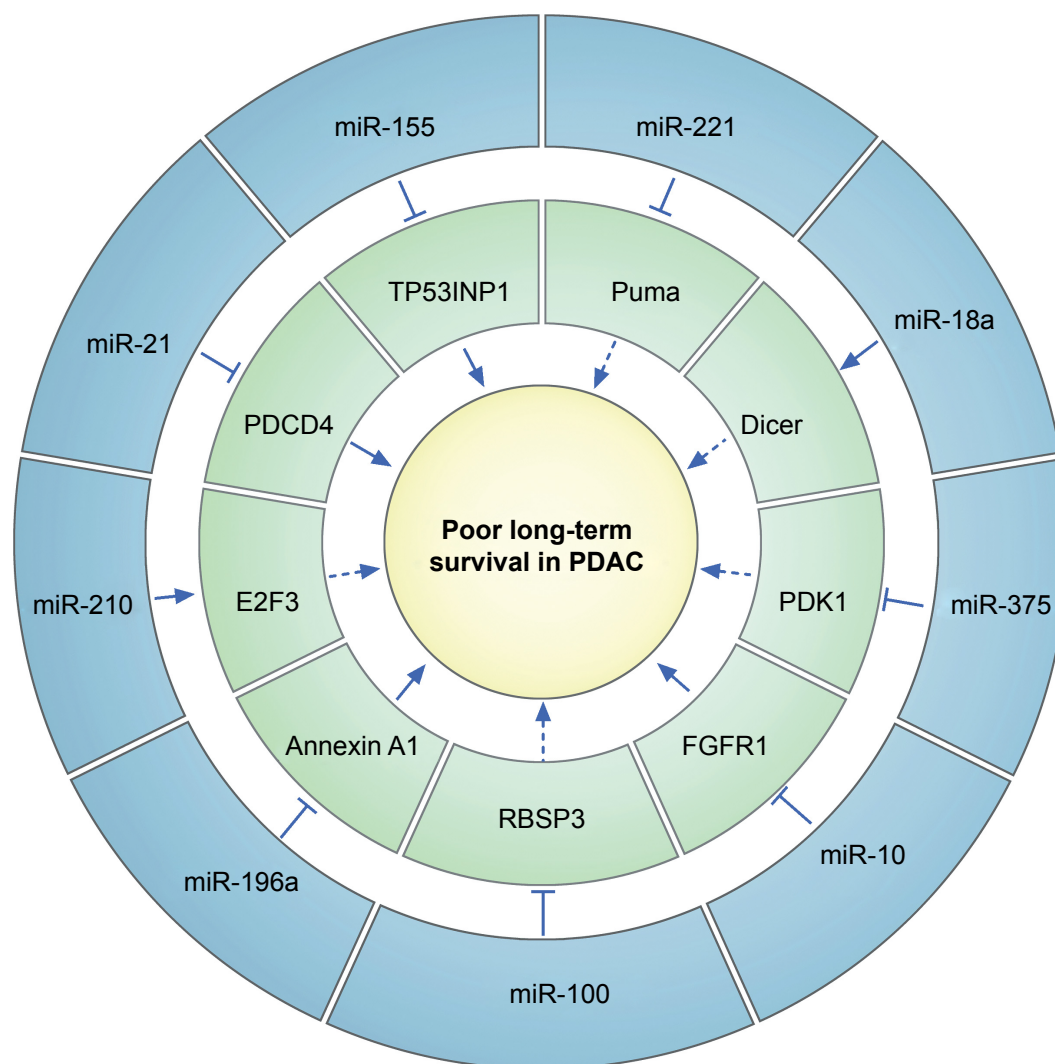 miR-155
miR-221
miR-21
miR-18a
TP53INP1
Puma
PDCD4
Dicer
Poor long-term
survival in PDAC
miR-210
E2F3
PDK1
miR-375
Annexin A1
FGFR1
RBSP3
miR-196a
miR-10
miR-100